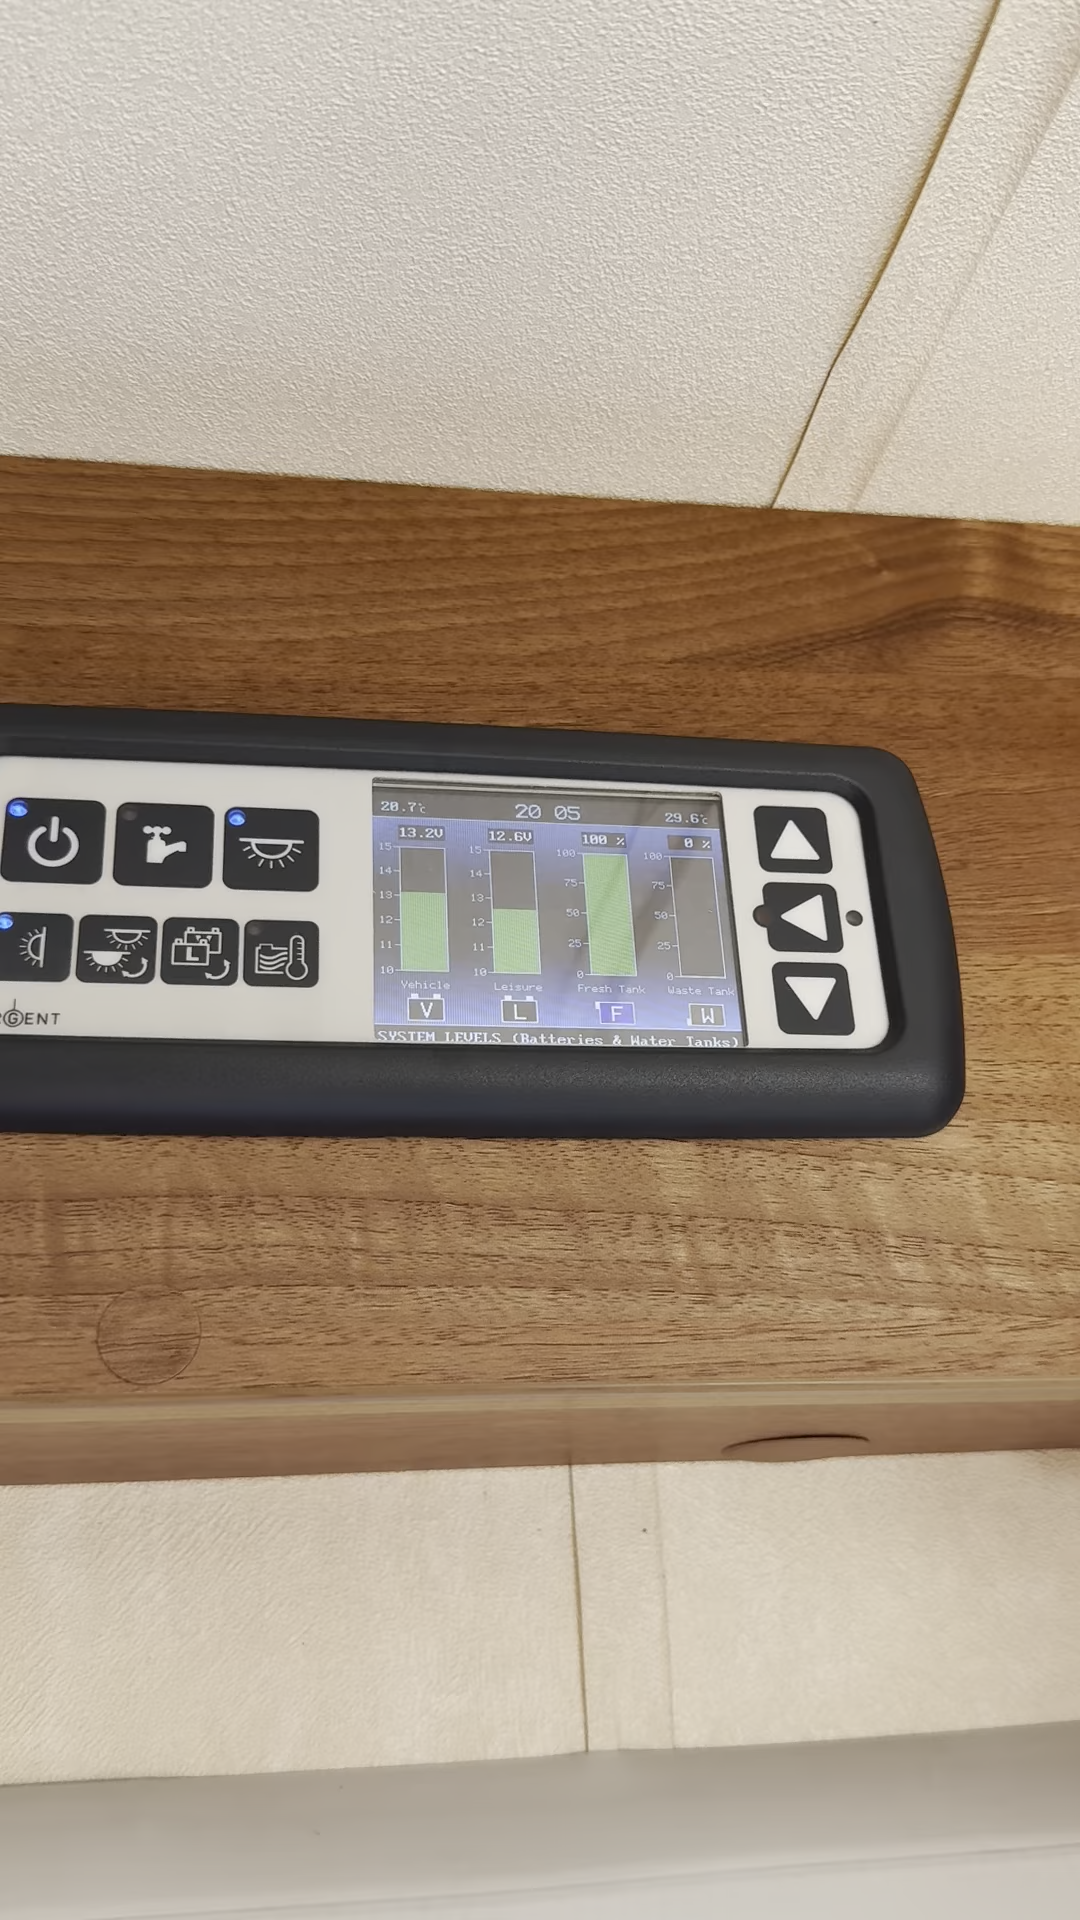 20.7℃ 20 05 29.6℃
13.2V 12.6V 100 % 0 %
15 15 100 100
14 14 75 75
13 13
12 12 50 50
11 11 25 25
10 10 0 0
Vehicle Leisure Fresh Tank Waste Tank
V L F W
SYSTEM LEVELS (Batteries & Water Tanks)
L
RGENT